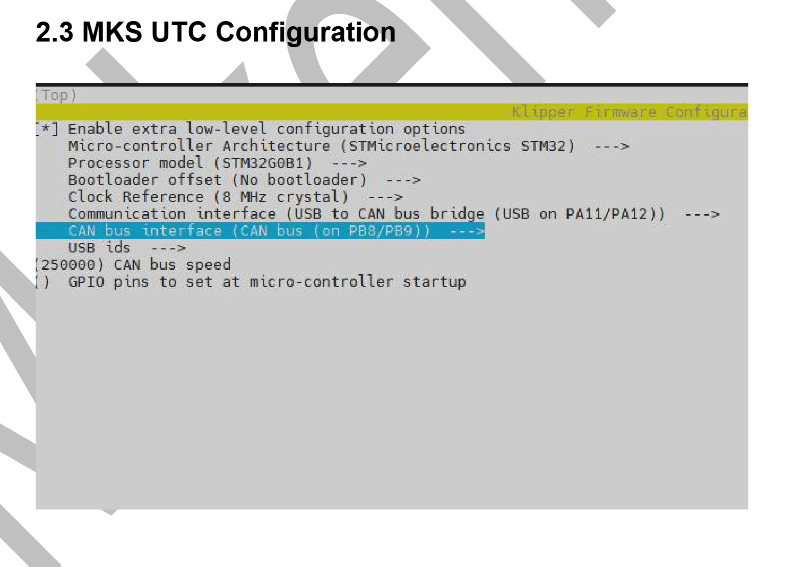 2.3 MKS UTC Configuration
(Top)
Klipper Firmware Configura
[*] Enable extra low-level configuration options
Micro-controller Architecture (STMicroelectronics STM32) --->
Processor model (STM32G0B1) --->
Bootloader offset (No bootloader) --->
Clock Reference (8 MHz crystal) --->
Communication interface (USB to CAN bus bridge (USB on PA11/PA12)) --->
CAN bus interface (CAN bus (on PB8/PB9)) --->
USB ids --->
(250000) CAN bus speed
() GPIO pins to set at micro-controller startup